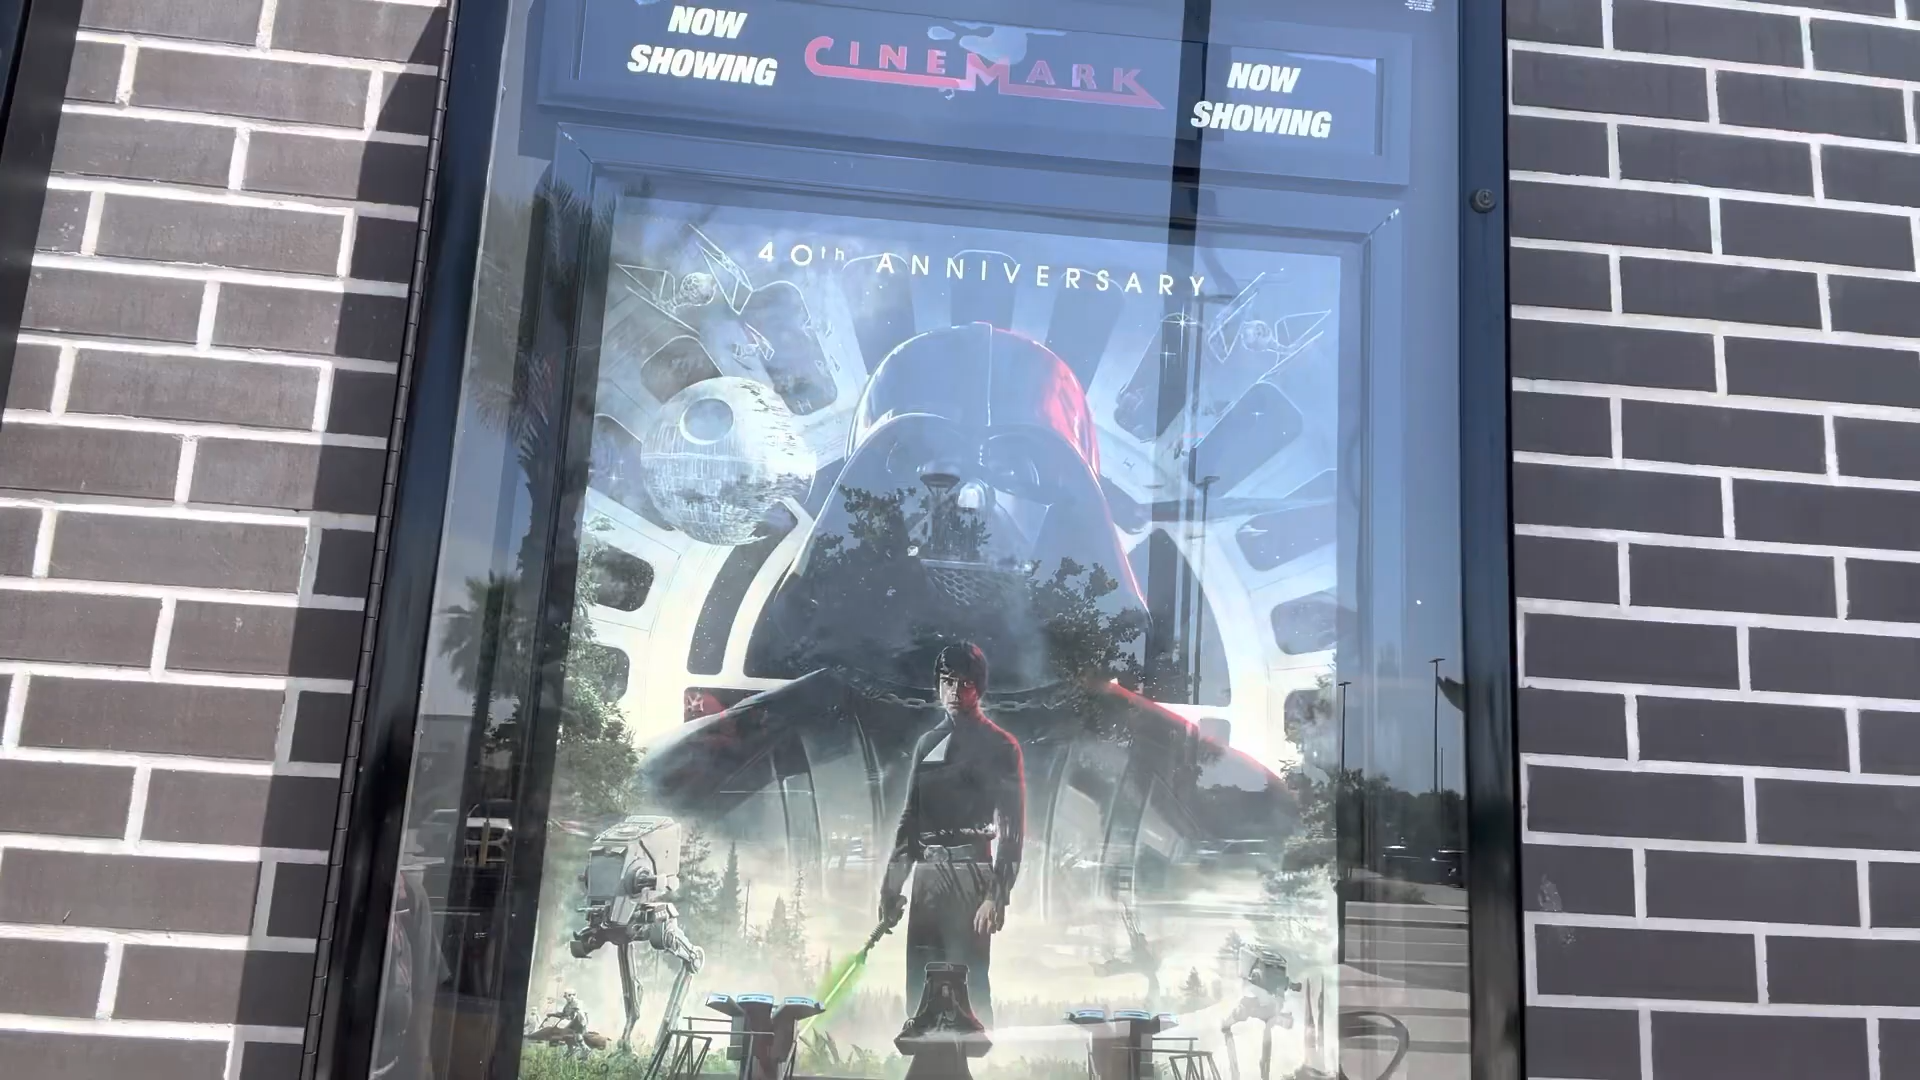 NOW
SHOWING
CINEMARK
NOW
SHOWING
40th ANNIVERSARY